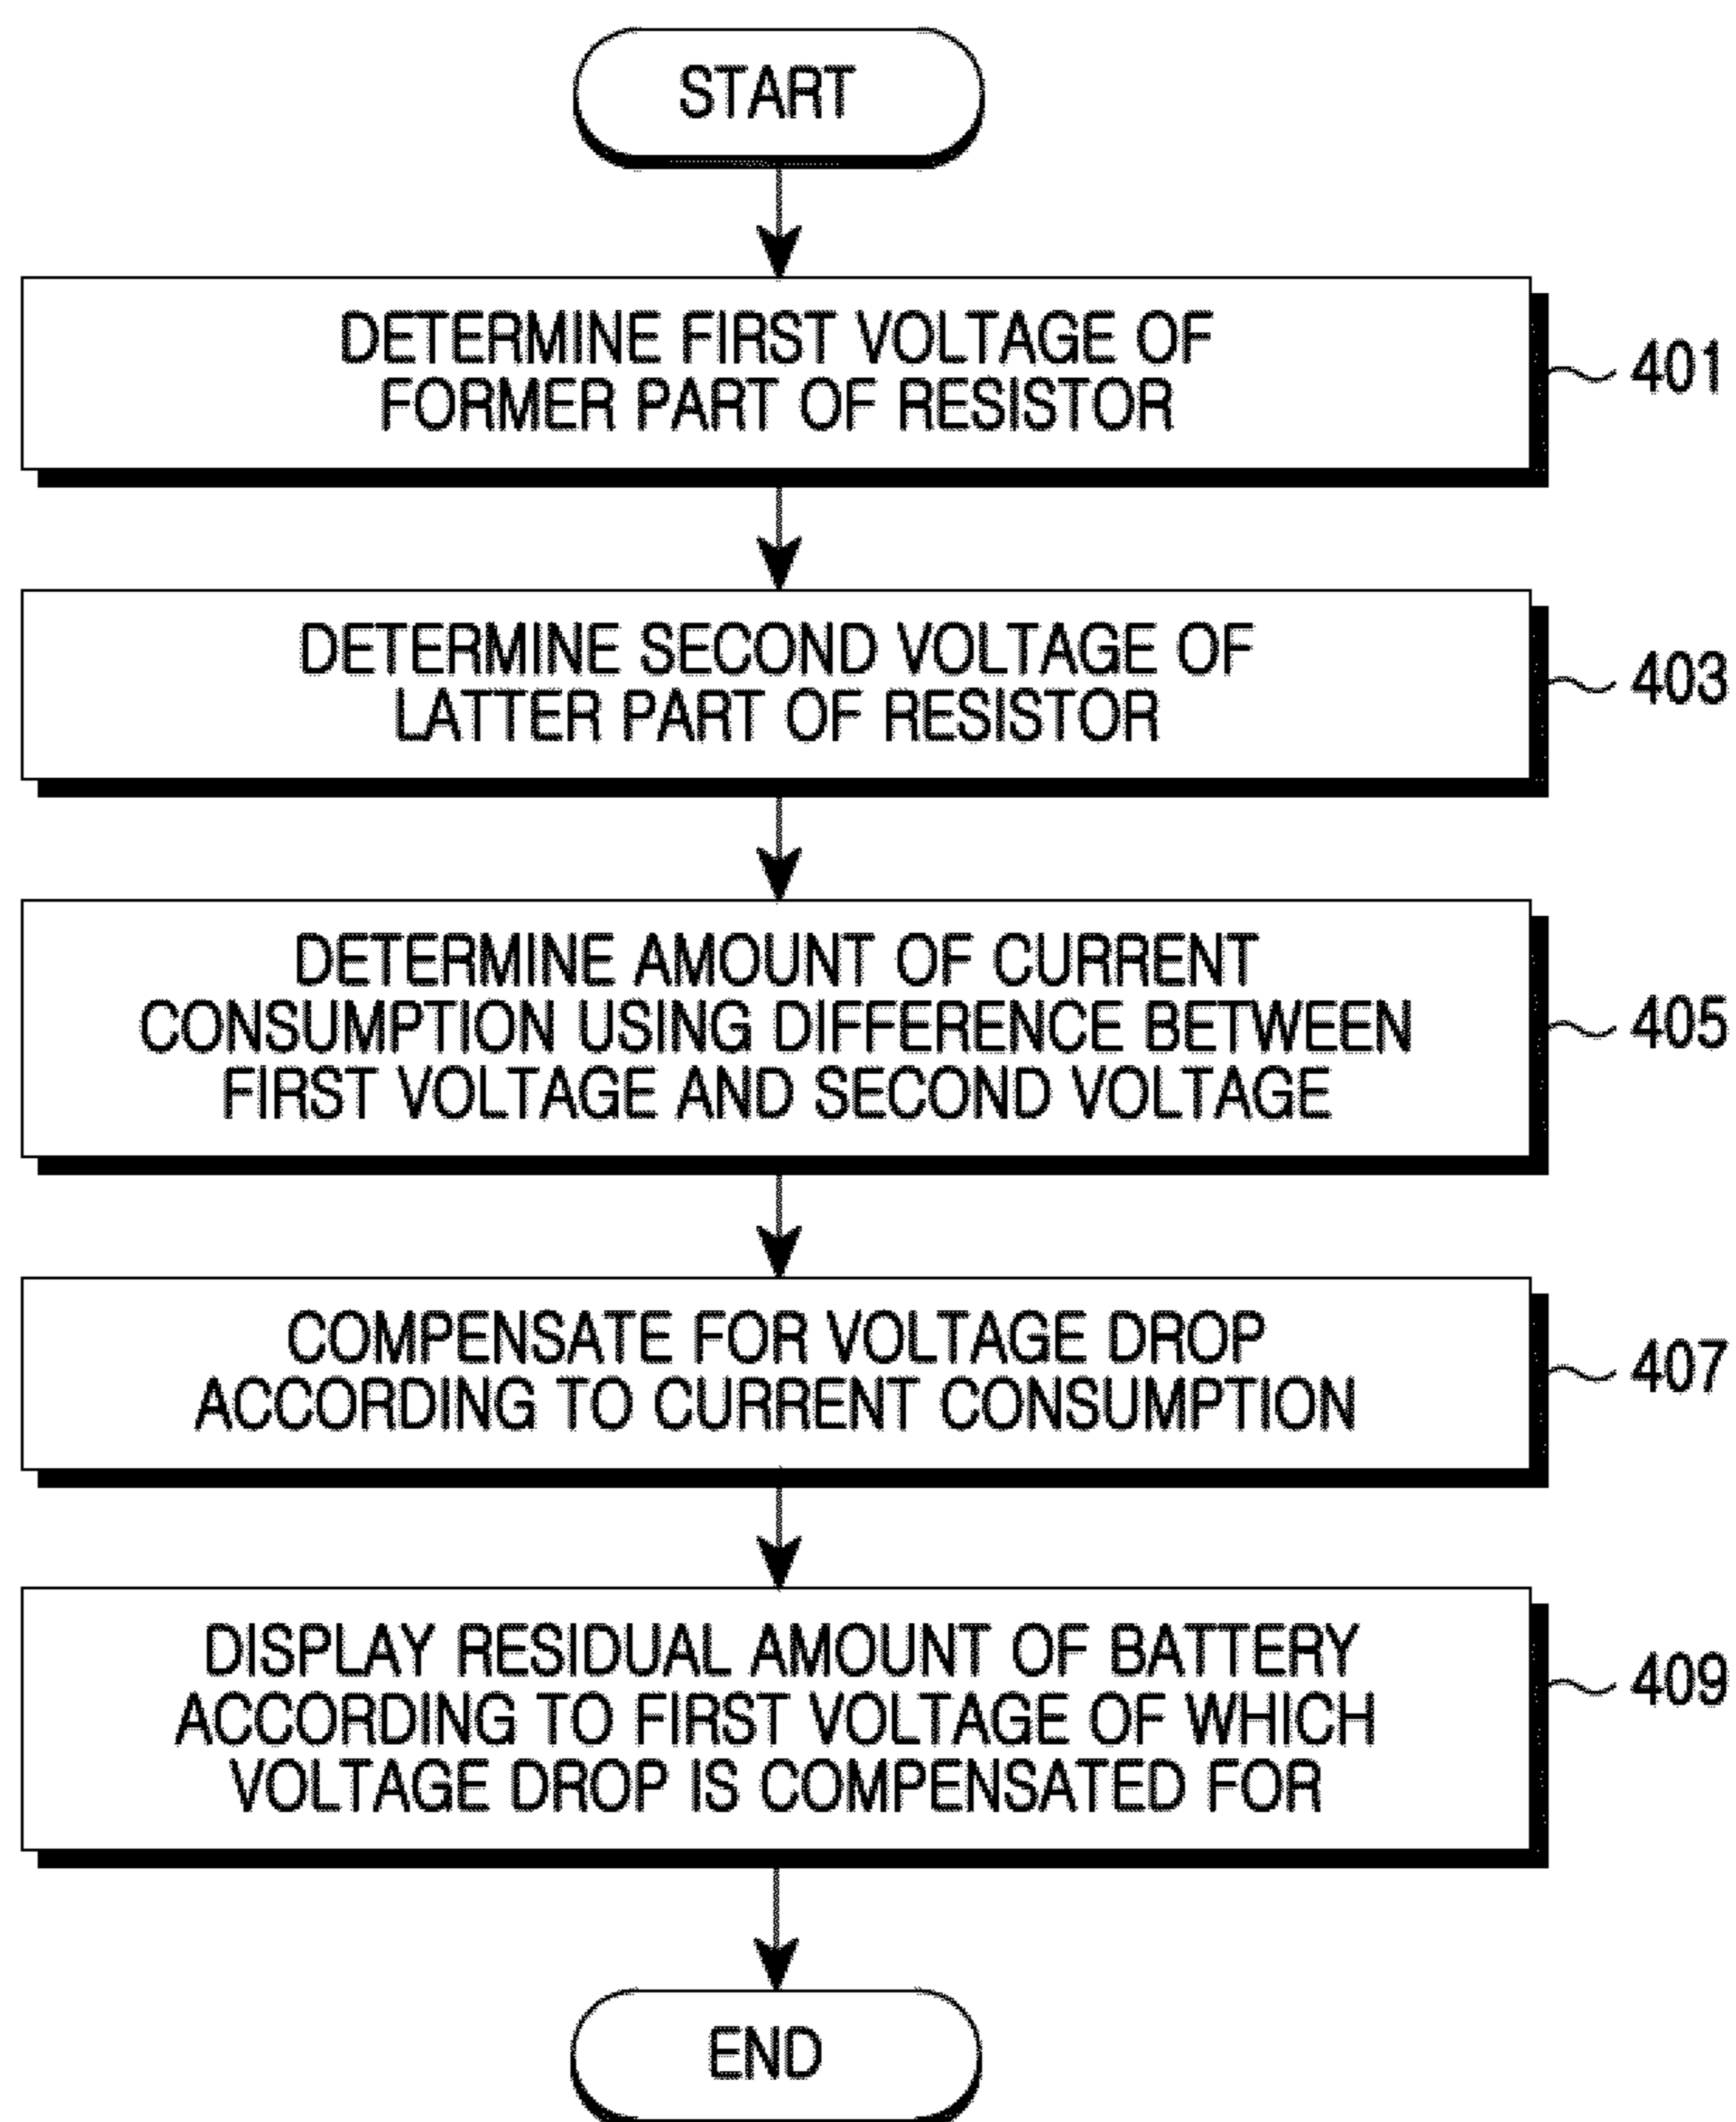 START
DETERMINE FIRST VOLTAGE OF
FORMER PART OF RESISTOR
401
DETERMINE SECOND VOLTAGE OF
LATTER PART OF RESISTOR
403
DETERMINE AMOUNT OF CURRENT
CONSUMPTION USING DIFFERENCE BETWEEN
FIRST VOLTAGE AND SECOND VOLTAGE
405
COMPENSATE FOR VOLTAGE DROP
ACCORDING TO CURRENT CONSUMPTION
407
DISPLAY RESIDUAL AMOUNT OF BATTERY
ACCORDING TO FIRST VOLTAGE OF WHICH
VOLTAGE DROP IS COMPENSATED FOR
409
END